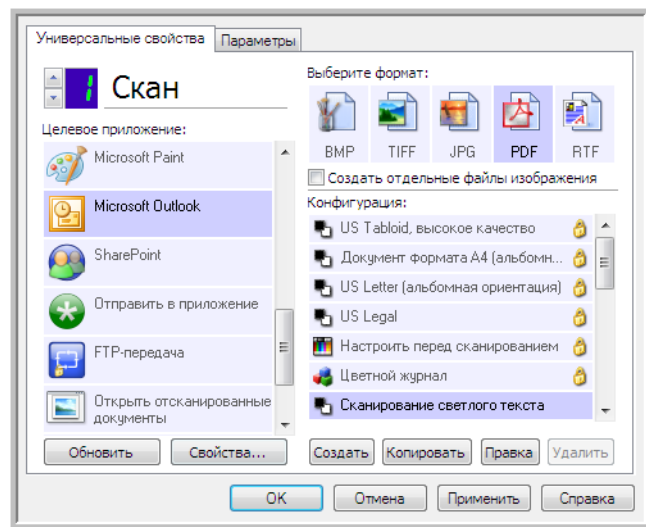 Универсальные свойства
Параметры
1
Скан
Целевое приложение:
Microsoft Paint
Microsoft Outlook
SharePoint
Отправить в приложение
FTP-передача
Открыть отсканированные
документы
Обновить
Свойства...
Выберите формат:
BMP
TIFF
JPG
PDF
RTF
Создать отдельные файлы изображения
Конфигурация:
US Tabloid, высокое качество
Документ формата A4 (альбомн...
US Letter (альбомная ориентация)
US Legal
Настроить перед сканированием
Цветной журнал
Сканирование светлого текста
Создать
Копировать
Правка
Удалить
OK
Отмена
Применить
Справка